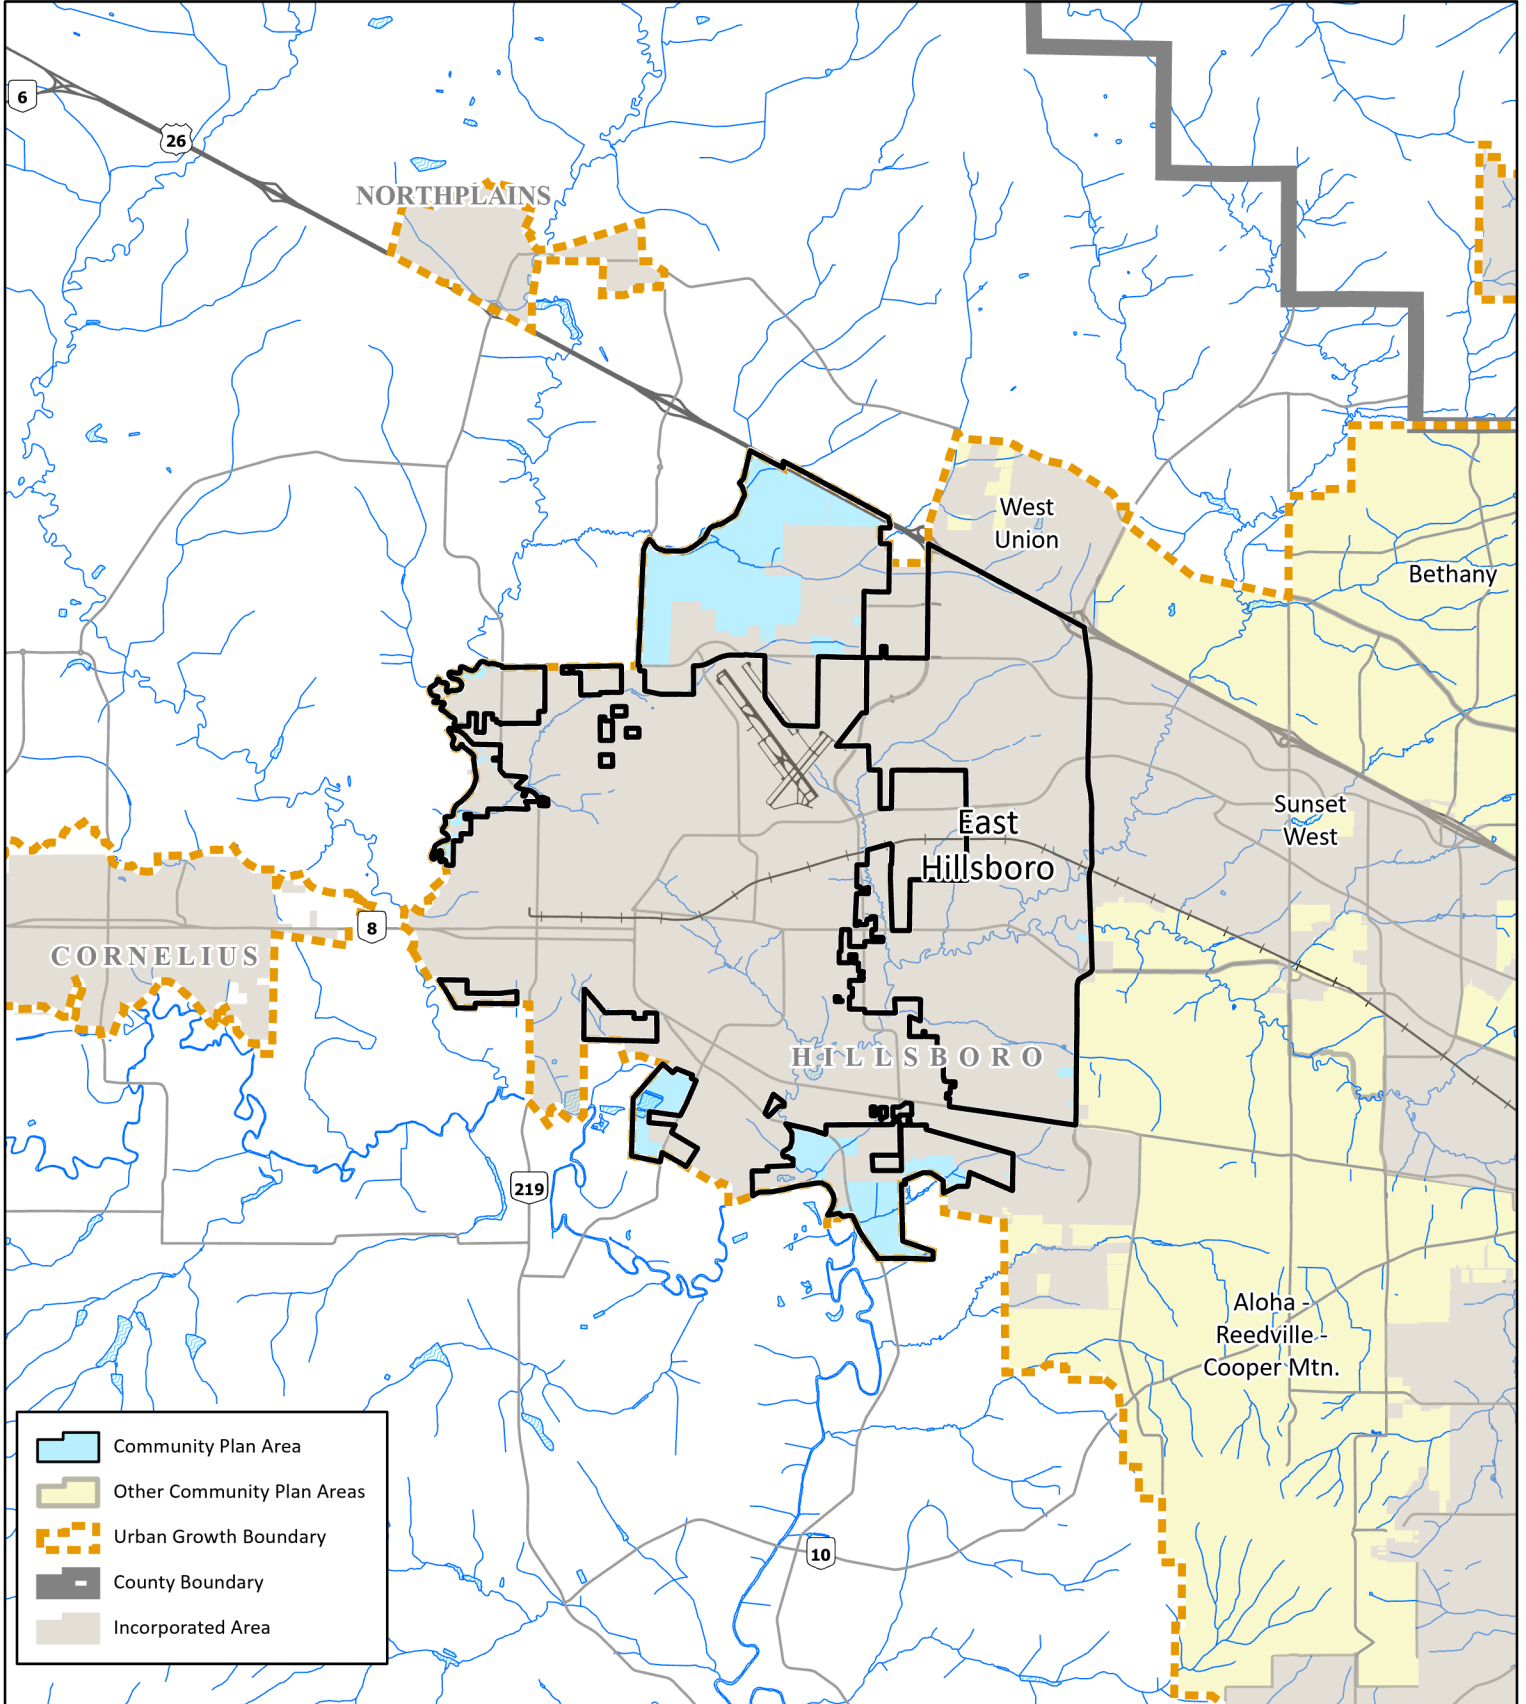 6
26
NORTHPLAINS
West
Union
Bethany
Sunset
West
East
Hillsboro
8
CORNELIUS
HILLSBORO
219
Aloha -
Reedville -
Cooper Mtn.
10
Community Plan Area
Other Community Plan Areas
Urban Growth Boundary
County Boundary
Incorporated Area